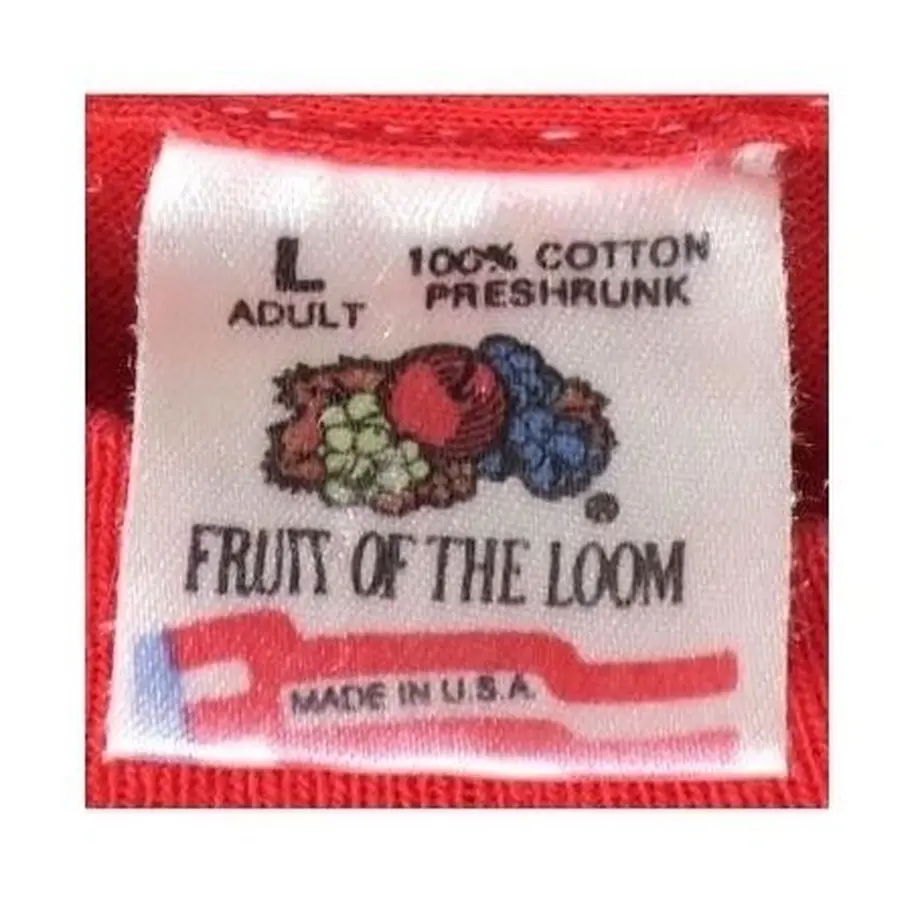 L
ADULT
100% COTTON
PRESHRUNK
®
FRUIT OF THE LOOM
MADE IN U.S.A.